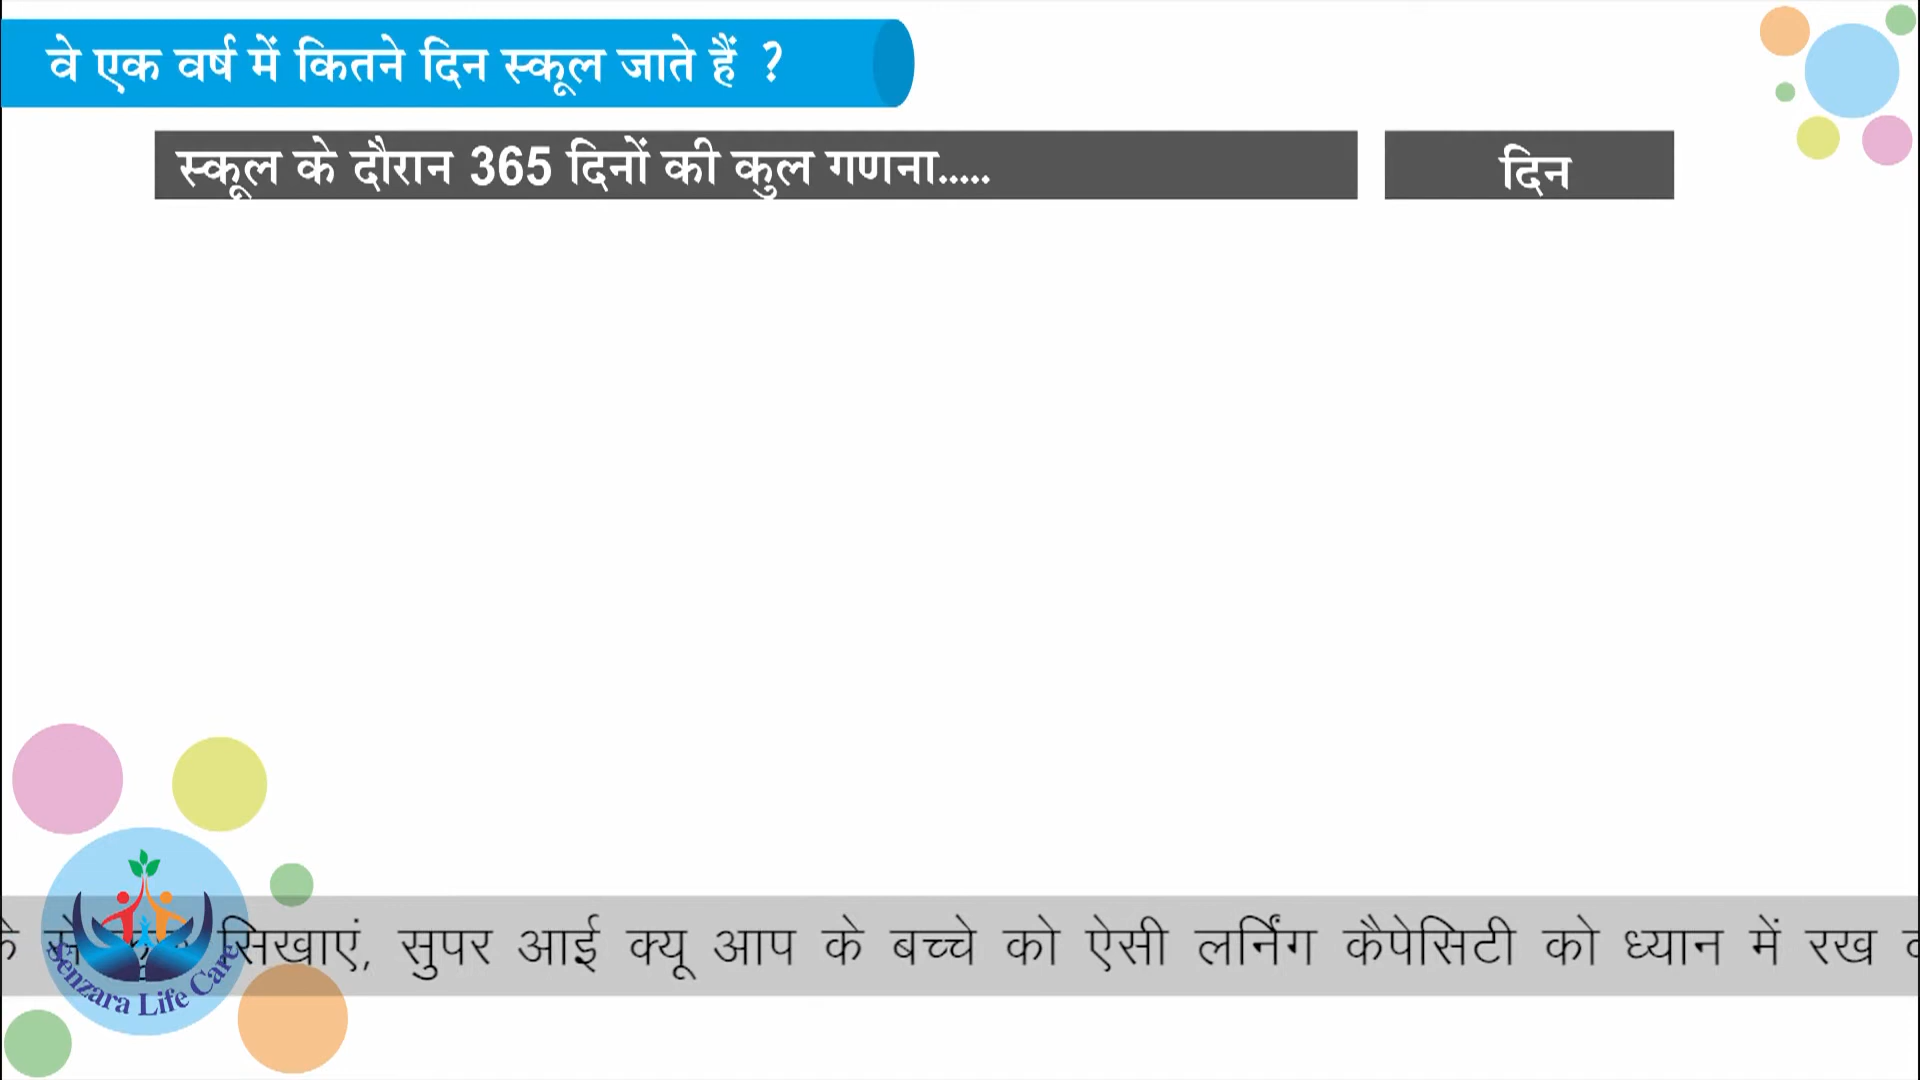 वे एक वर्ष में कितने दिन स्कूल जाते हैं ?
स्कूल के दौरान 365 दिनों की कुल गणना.....
दिन
सिखाएं, सुपर आई क्यू आप के बच्चे को ऐसी लर्निंग कैपेसिटी को ध्यान में रख
Senzara Life Care